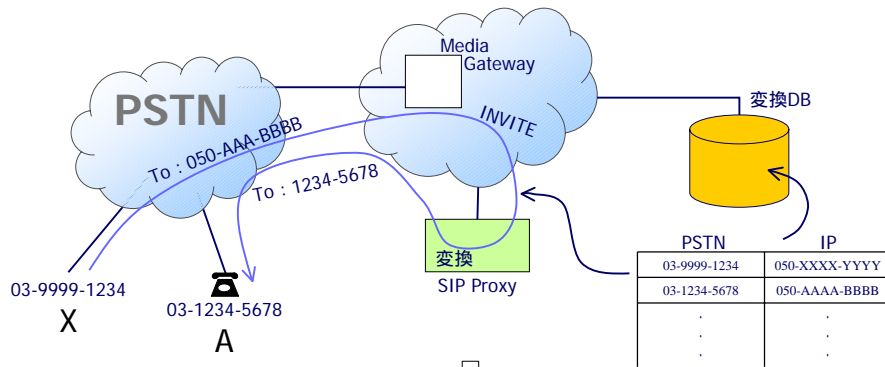 Media
Gateway
PSTN
INVITE
変換DB
To：050-AAA-BBBB
To：1234-5678
変換
SIP Proxy
03-9999-1234
X
03-1234-5678
A
PSTN IP
03-9999-1234 050-XXXX-YYYY
03-1234-5678 050-AAAA-BBBB
. .
. .
. .